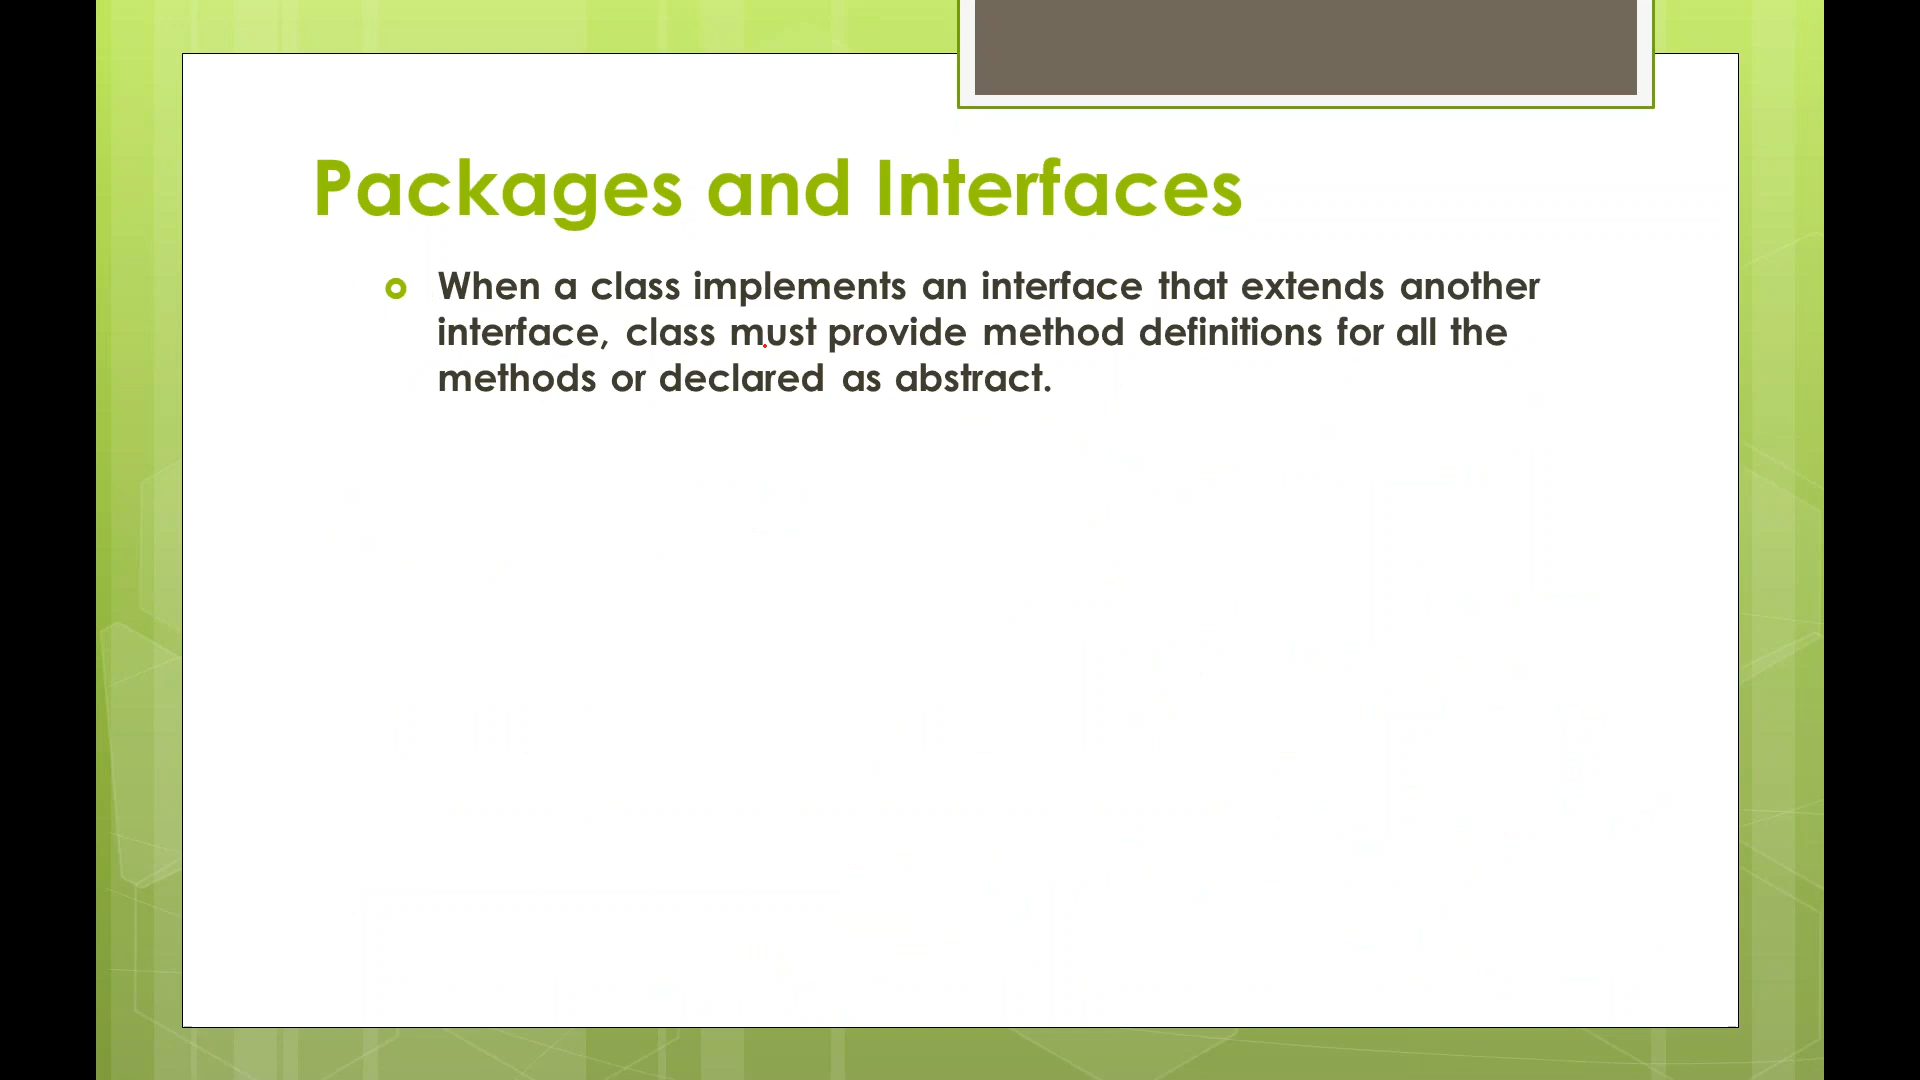 Packages and Interfaces
When a class implements an interface that extends another
interface, class must provide method definitions for all the
methods or declared as abstract.